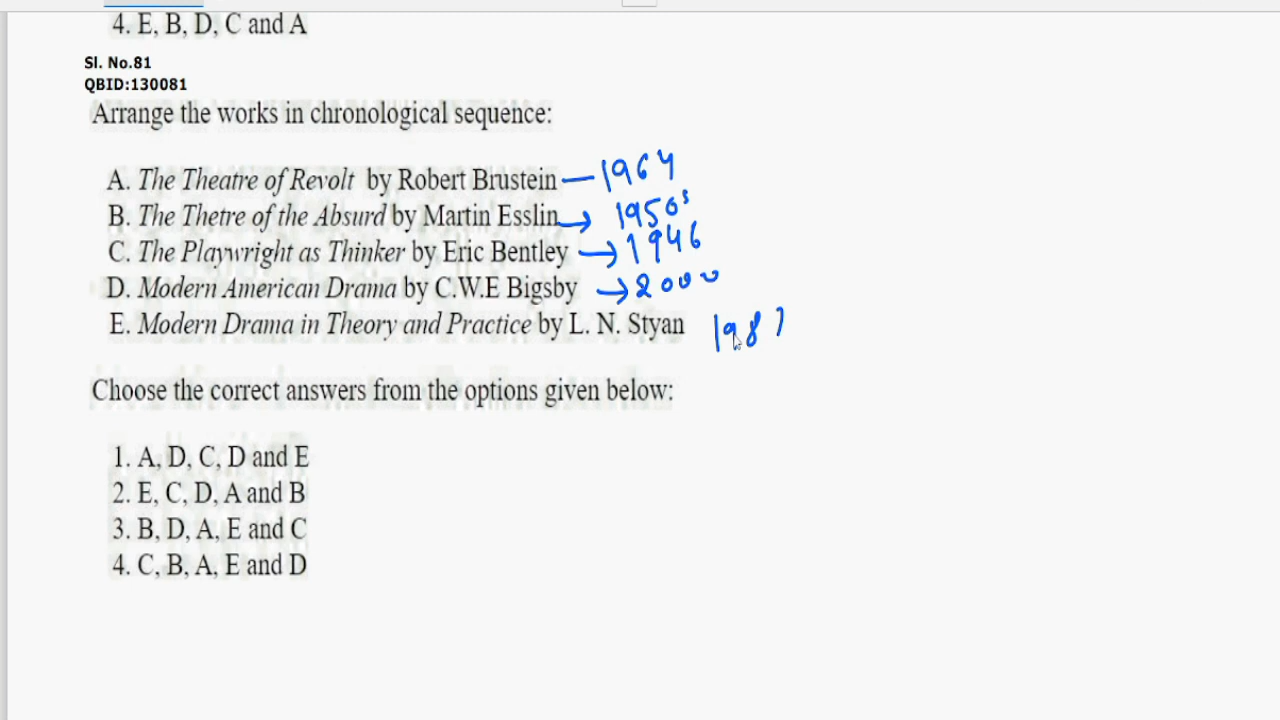 4. E, B, D, C and A
Sl. No.81
QBID:130081
Arrange the works in chronological sequence:
A. The Theatre of Revolt by Robert Brustein — 1964
B. The Thetre of the Absurd by Martin Esslin → 1950s
C. The Playwright as Thinker by Eric Bentley → 1946
D. Modern American Drama by C.W.E Bigsby → 2000
E. Modern Drama in Theory and Practice by L. N. Styan
Choose the correct answers from the options given below:
1. A, D, C, D and E
2. E, C, D, A and B
3. B, D, A, E and C
4. C, B, A, E and D